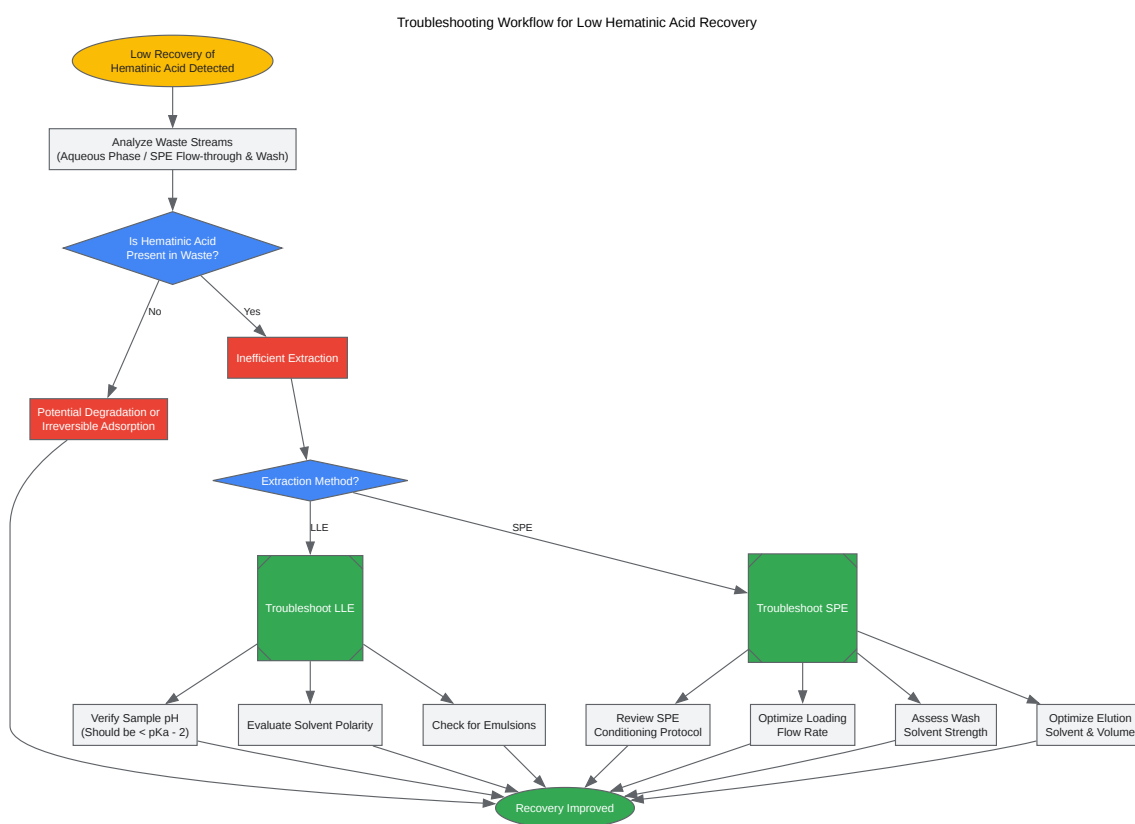 Troubleshooting Workflow for Low Hematinic Acid Recovery
Low Recovery of
Hematinic Acid Detected
Analyze Waste Streams
(Aqueous Phase / SPE Flow-through & Wash)
Is Hematinic Acid
Present in Waste?
No
Yes
Inefficient Extraction
Potential Degradation or
Irreversible Adsorption
Extraction Method?
LLE
SPE
Troubleshoot LLE
Troubleshoot SPE
Verify Sample pH
(Should be < pKa - 2)
Evaluate Solvent Polarity
Check for Emulsions
Review SPE
Conditioning Protocol
Optimize Loading
Flow Rate
Assess Wash
Solvent Strength
Optimize Elution
Solvent & Volume
Recovery Improved